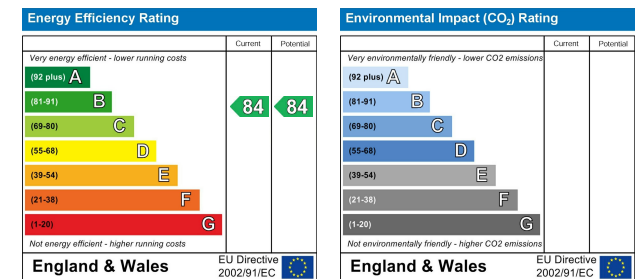 Energy Efficiency Rating
Current Potential
Very energy efficient - lower running costs
(92 plus) A
(81-91) B
84 84
(69-80) C
(55-68) D
(39-54) E
(21-38) F
(1-20) G
Not energy efficient - higher running costs
England & Wales
EU Directive
2002/91/EC
Environmental Impact (CO2) Rating
Current Potential
Very environmentally friendly - lower CO2 emissions
(92 plus) A
(81-91) B
(69-80) C
(55-68) D
(39-54) E
(21-38) F
(1-20) G
Not environmentally friendly - higher CO2 emissions
England & Wales
EU Directive
2002/91/EC